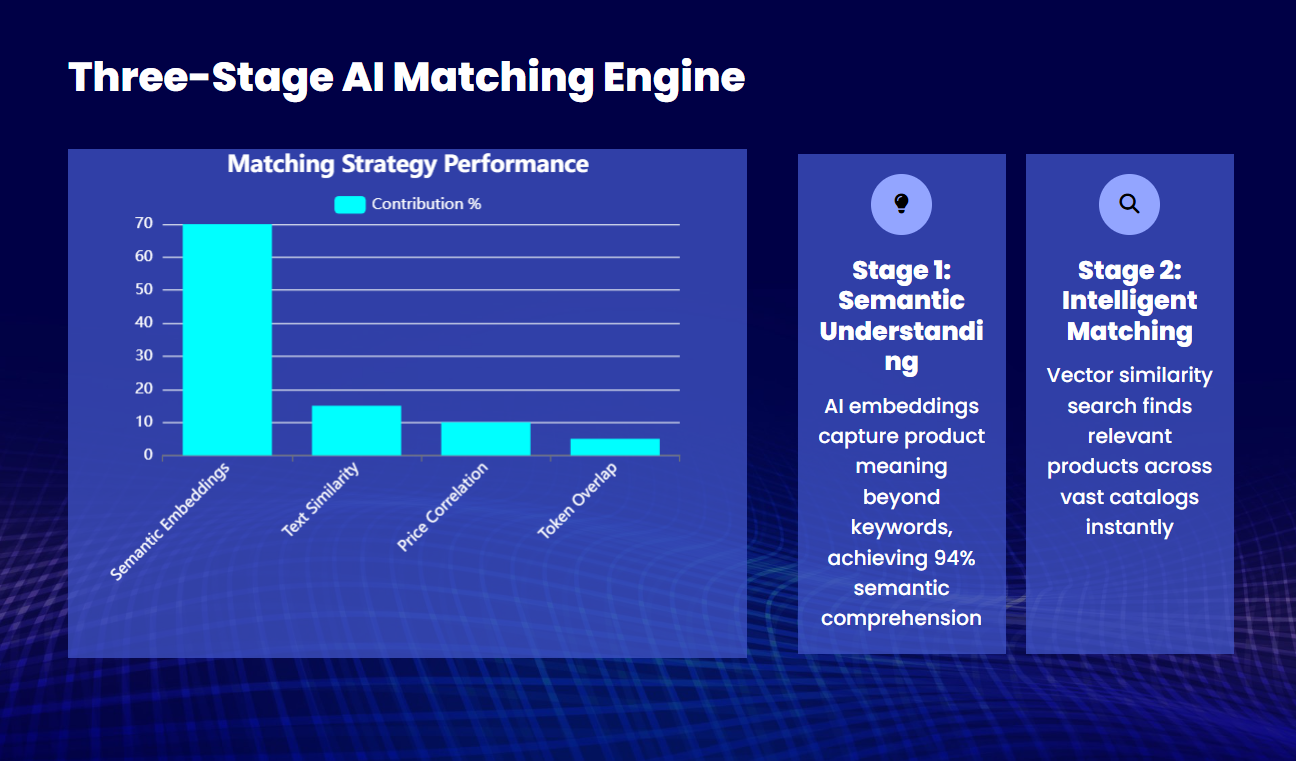 Three-Stage AI Matching Engine
Matching Strategy Performance
Contribution %
70
60
50
40
30
20
10
0
Semantic Embeddings
Text Similarity
Price Correlation
Token Overlap
Stage 1:
Semantic
Understandi
ng
AI embeddings
capture product
meaning
beyond
keywords,
achieving 94%
semantic
comprehension
Stage 2:
Intelligent
Matching
Vector similarity
search finds
relevant
products across
vast catalogs
instantly